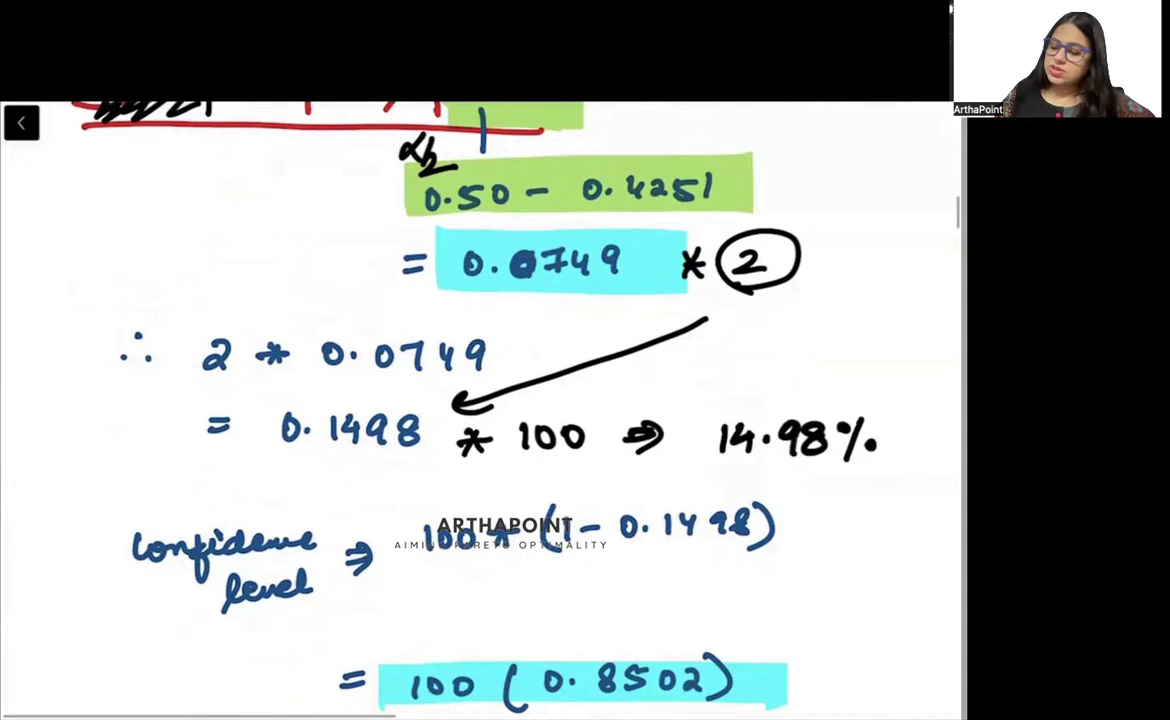 ArthaPoint
α/2
0.50 - 0.4251
= 0.0749 * 2
∴ 2 * 0.0749
= 0.1498 * 100 ⇒ 14.98%
ARTHAPOINT
confidence level ⇒ 100 * (1 - 0.1498)
= 100 (0.8502)